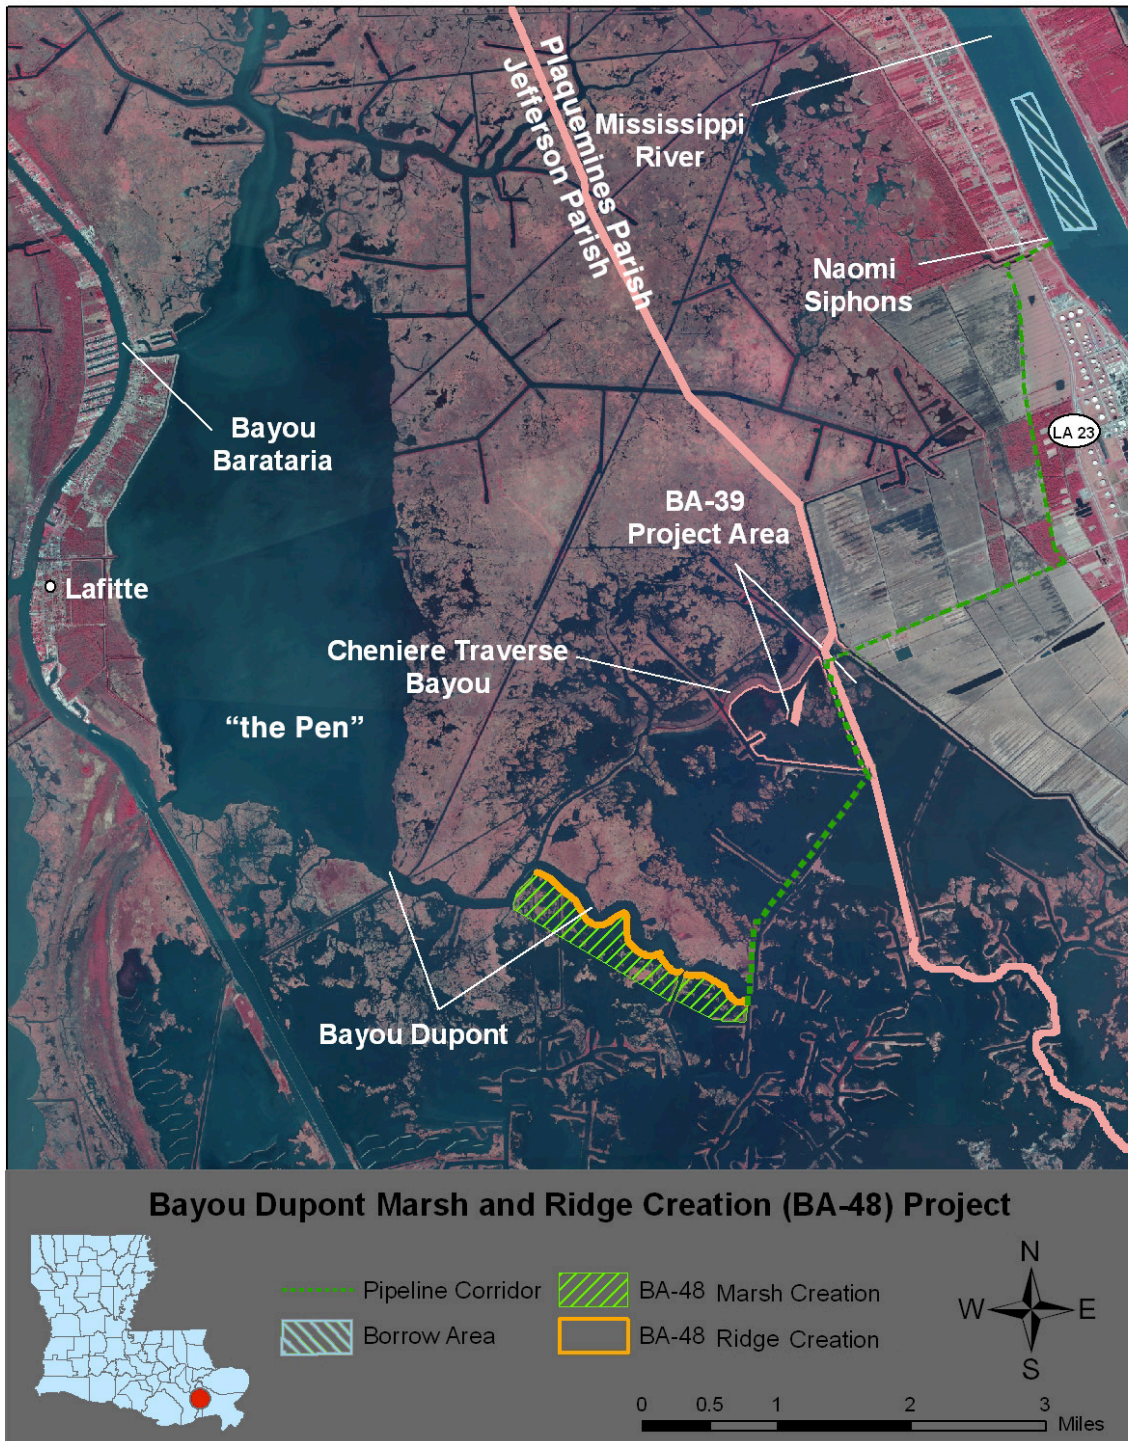 Plaquemines Parish
Jefferson Parish
Mississippi
River
Naomi
Siphons
LA 23
Bayou
Barataria
BA-39
Project Area
Lafitte
Cheniere Traverse
Bayou
“the Pen”
Bayou Dupont
Bayou Dupont Marsh and Ridge Creation (BA-48) Project
Pipeline Corridor
BA-48 Marsh Creation
Borrow Area
BA-48 Ridge Creation
N
W E
S
0 0.5 1 2 3
Miles